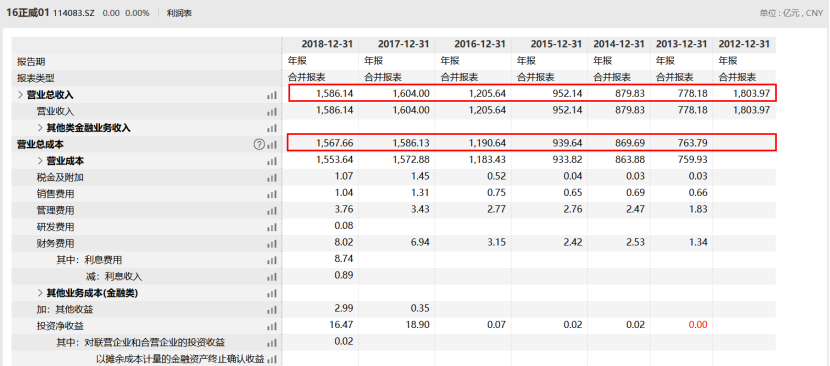 16正威01 114083.SZ 0.00 0.00% 利润表 单位 : 亿元 , CNY
2018-12-31 2017-12-31 2016-12-31 2015-12-31 2014-12-31 2013-12-31 2012-12-31
报告期 年报 年报 年报 年报 年报 年报 年报
报表类型 合并报表 合并报表 合并报表 合并报表 合并报表 合并报表 合并报表
营业总收入 1,586.14 1,604.00 1,205.64 952.14 879.83 778.18 1,803.97
营业收入 1,586.14 1,604.00 1,205.64 952.14 879.83 778.18 1,803.97
其他类金融业务收入
营业总成本 ? 1,567.66 1,586.13 1,190.64 939.64 869.69 763.79
营业成本 1,553.64 1,572.88 1,183.43 933.82 863.88 759.93
税金及附加 1.07 1.45 0.52 0.04 0.03 0.03
销售费用 1.04 1.31 0.75 0.65 0.69 0.66
管理费用 3.76 3.43 2.77 2.76 2.47 1.83
研发费用 0.08
财务费用 8.02 6.94 3.15 2.42 2.53 1.34
其中：利息费用 8.74
减：利息收入 0.89
其他业务成本(金融类)
加：其他收益 2.99 0.35
投资净收益 16.47 18.90 0.07 0.02 0.02 0.00
其中：对联营企业和合营企业的投资收益 0.02
以摊余成本计量的金融资产终止确认收益